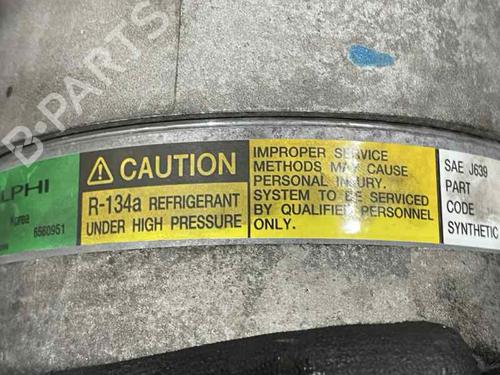 B-PARTS
LPHI
Korea
6560951
CAUTION
R-134a REFRIGERANT
UNDER HIGH PRESSURE
IMPROPER SERVICE
METHODS MAY CAUSE
PERSONAL INJURY.
SYSTEM TO BE SERVICED
BY QUALIFIED PERSONNEL
ONLY.
SAE J639
PART
CODE
SYNTHETIC